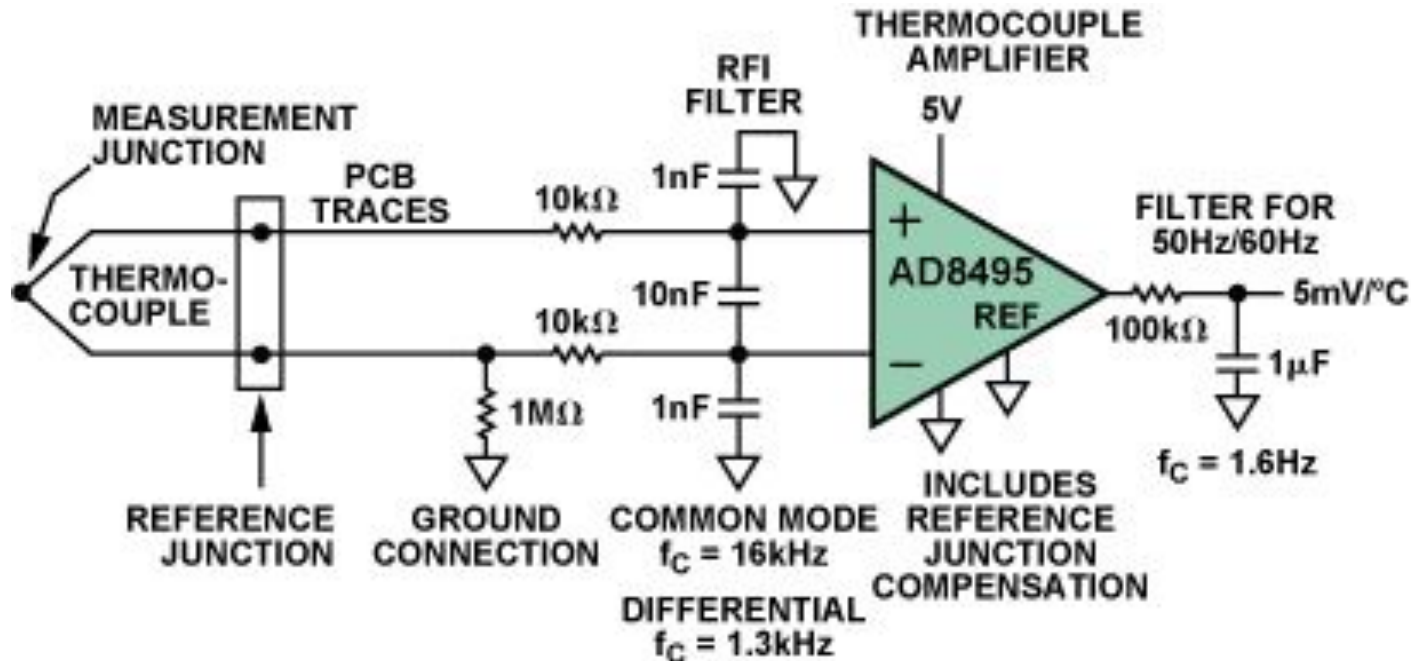 THERMOCOUPLE
AMPLIFIER
RFI
FILTER
5V
MEASUREMENT
JUNCTION
PCB
TRACES
1nF
10kΩ
FILTER FOR
50Hz/60Hz
+
THERMO-
COUPLE
10nF
AD8495
REF
5mV/ºC
10kΩ
100kΩ
−
1MΩ
1nF
1µF
fC = 1.6Hz
REFERENCE
JUNCTION
GROUND
CONNECTION
COMMON MODE
fC = 16kHz
DIFFERENTIAL
fC = 1.3kHz
INCLUDES
REFERENCE
JUNCTION
COMPENSATION